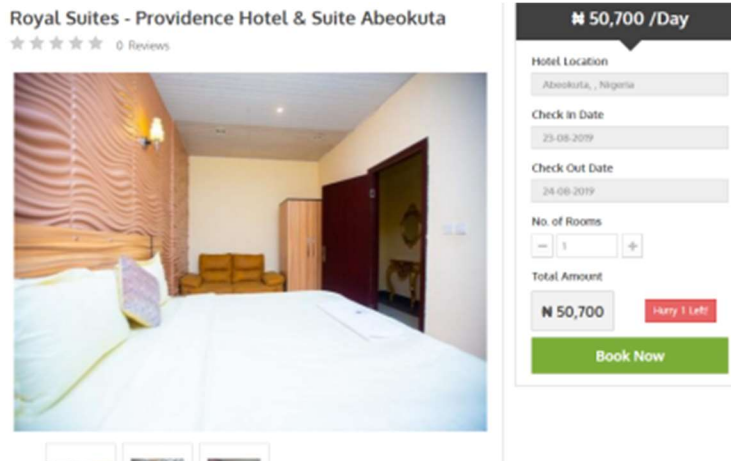 Royal Suites - Providence Hotel & Suite Abeokuta
0 Reviews
₦ 50,700 /Day
Hotel Location
Abeokuta, , Nigeria
Check In Date
23-08-2019
Check Out Date
24-08-2019
No. of Rooms
− 1 +
Total Amount
₦ 50,700
Hurry 1 Left!
Book Now